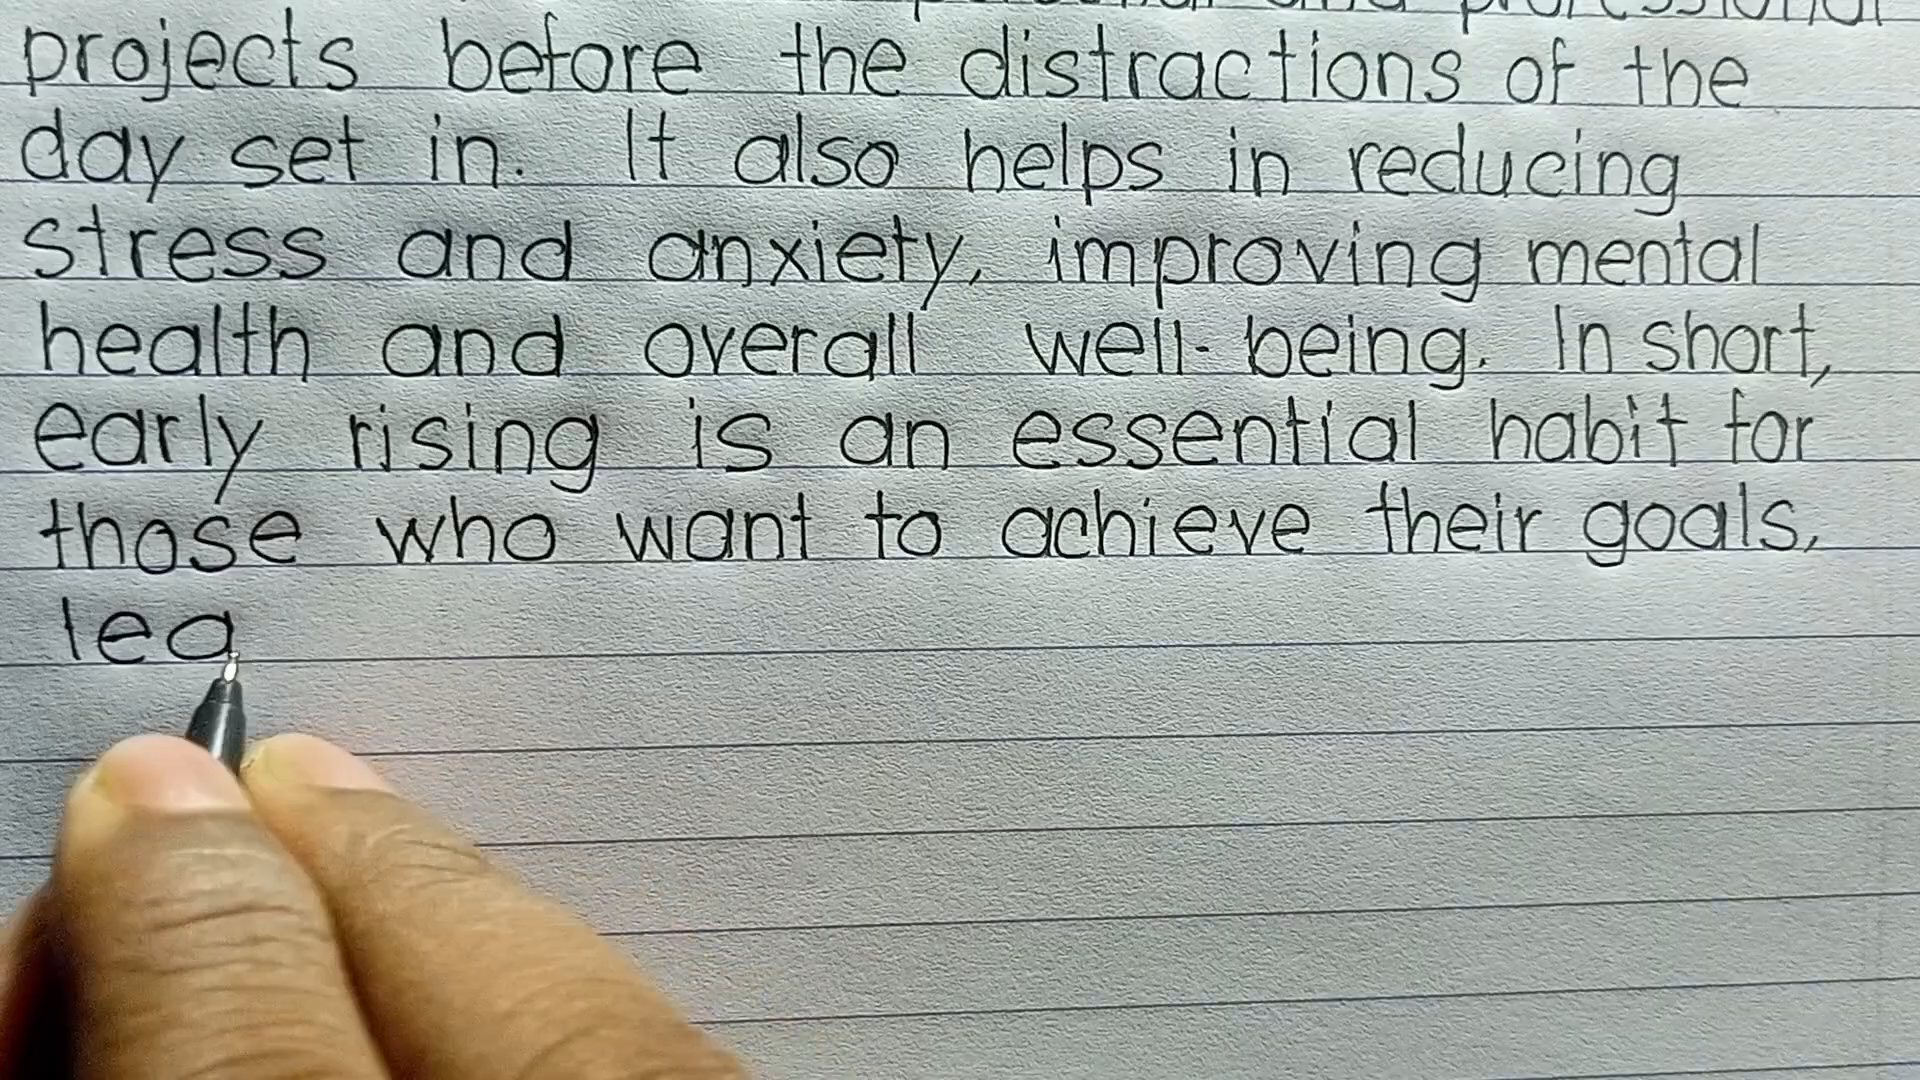 professional
projects before the distractions of the
day set in. It also helps in reducing
stress and anxiety, improving mental
health and overall well-being. In short,
early rising is an essential habit for
those who want to achieve their goals,
lea